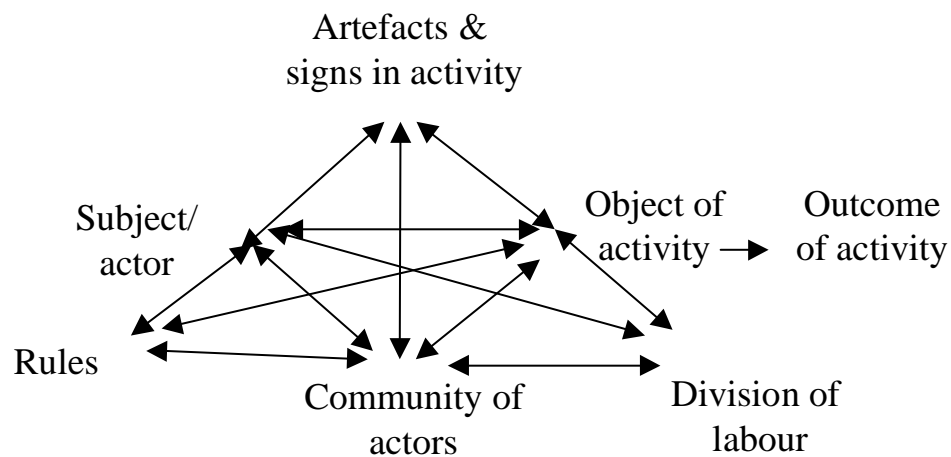 Artefacts &
signs in activity
Subject/
actor
Object of
activity
Outcome
of activity
Rules
Community of
actors
Division of
labour